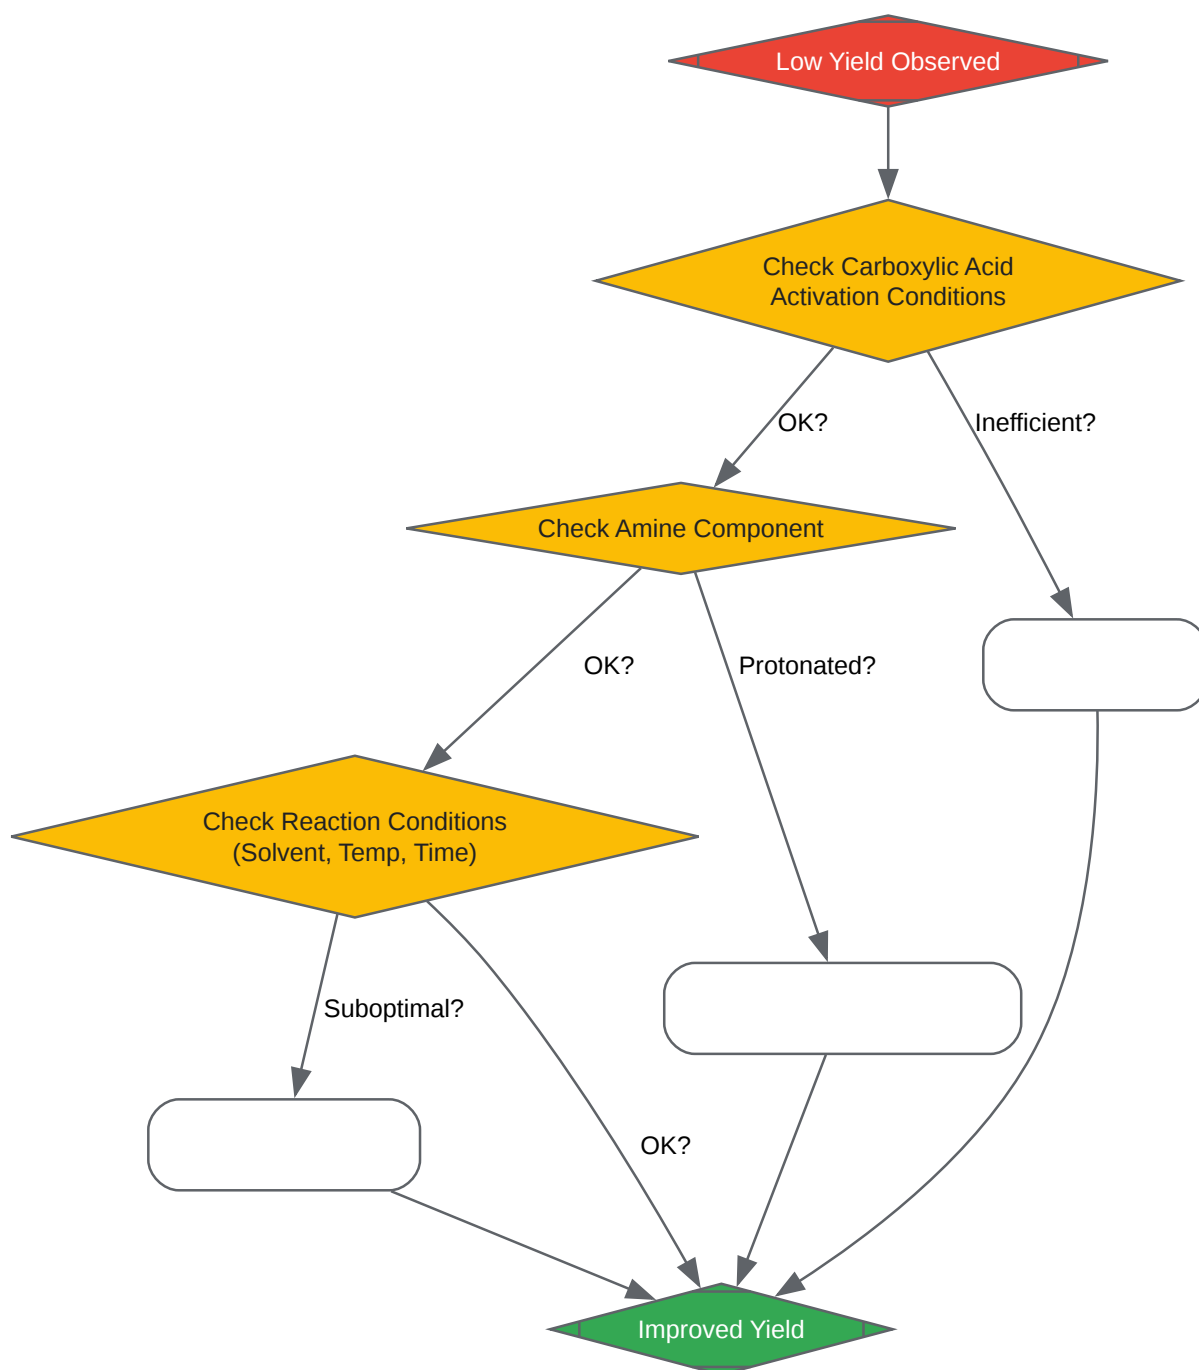 Low Yield Observed
Check Carboxylic Acid
Activation Conditions
OK?
Inefficient?
Check Amine Component
OK?
Protonated?
Check Reaction Conditions
(Solvent, Temp, Time)
Suboptimal?
OK?
Improved Yield